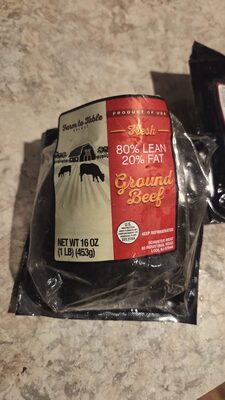 PRODUCT OF USA
Farm to Table
SELECT
Fresh
80% LEAN
20% FAT
Ground
Beef
NET WT 16 OZ
(1 LB) (453g)
KEEP REFRIGERATED